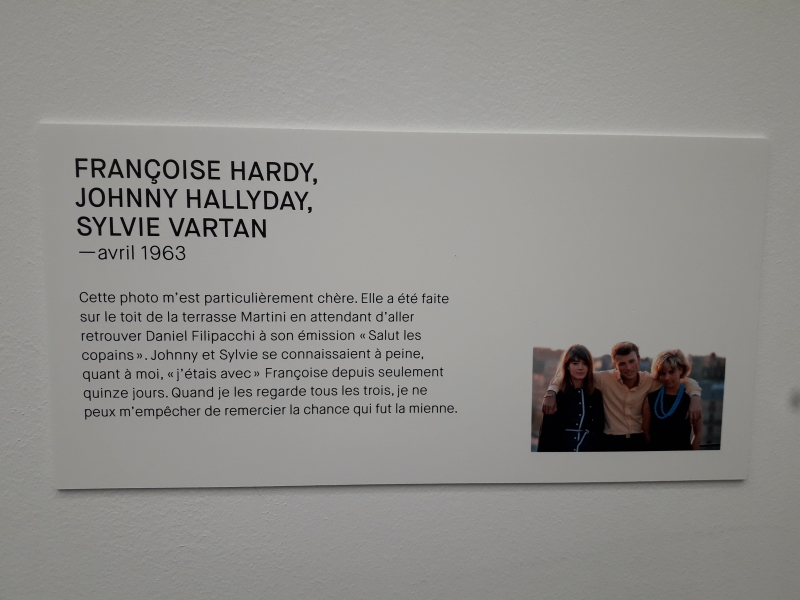 FRANÇOISE HARDY,
JOHNNY HALLYDAY,
SYLVIE VARTAN
—avril 1963
Cette photo m'est particulièrement chère. Elle a été faite
sur le toit de la terrasse Martini en attendant d'aller
retrouver Daniel Filipacchi à son émission «Salut les
copains». Johnny et Sylvie se connaissaient à peine,
quant à moi, «j'étais avec» Françoise depuis seulement
quinze jours. Quand je les regarde tous les trois, je ne
peux m'empêcher de remercier la chance qui fut la mienne.